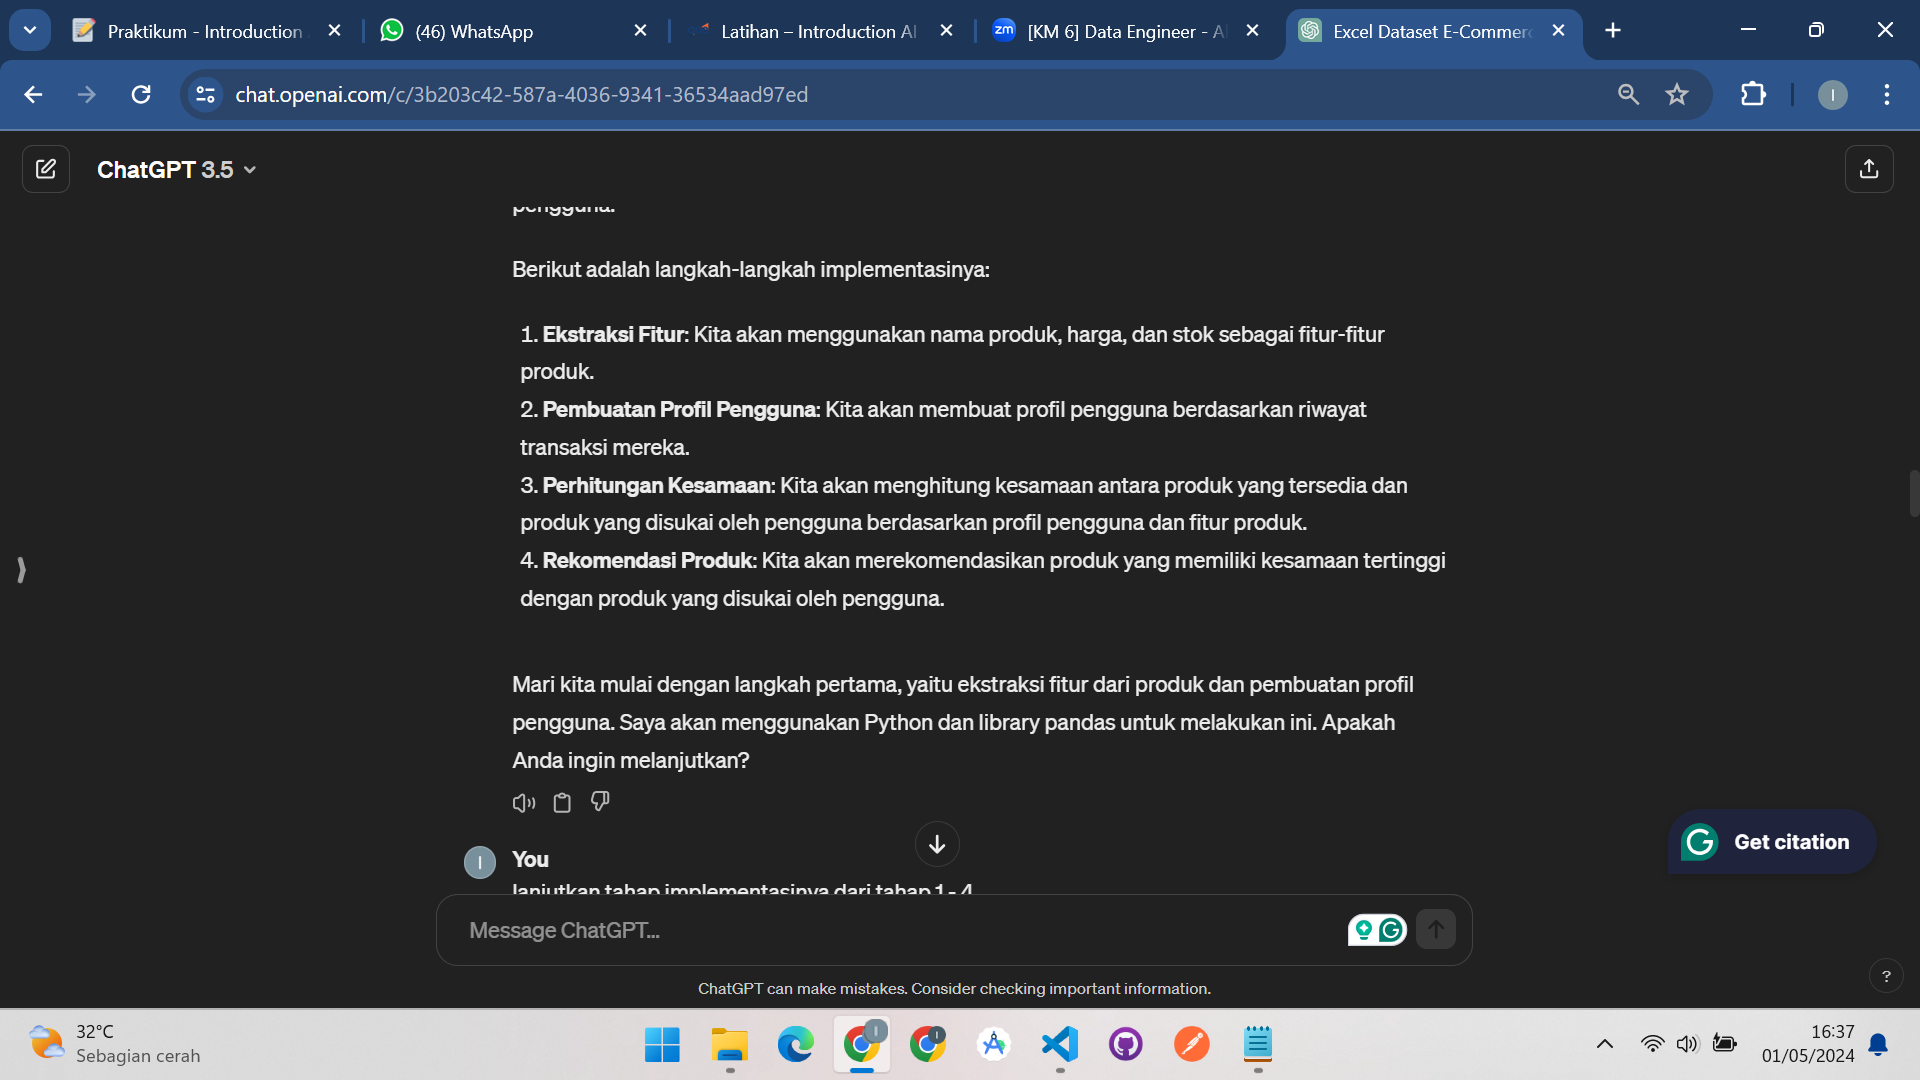 Praktikum - Introduction
(46) WhatsApp
Latihan – Introduction AI
zm
[KM 6] Data Engineer - A
Excel Dataset E-Commerc
chat.openai.com/c/3b203c42-587a-4036-9341-36534aad97ed
I
ChatGPT 3.5
pengguna.
Berikut adalah langkah-langkah implementasinya:
1. Ekstraksi Fitur: Kita akan menggunakan nama produk, harga, dan stok sebagai fitur-fitur
produk.
2. Pembuatan Profil Pengguna: Kita akan membuat profil pengguna berdasarkan riwayat
transaksi mereka.
3. Perhitungan Kesamaan: Kita akan menghitung kesamaan antara produk yang tersedia dan
produk yang disukai oleh pengguna berdasarkan profil pengguna dan fitur produk.
4. Rekomendasi Produk: Kita akan merekomendasikan produk yang memiliki kesamaan tertinggi
dengan produk yang disukai oleh pengguna.
Mari kita mulai dengan langkah pertama, yaitu ekstraksi fitur dari produk dan pembuatan profil
pengguna. Saya akan menggunakan Python dan library pandas untuk melakukan ini. Apakah
Anda ingin melanjutkan?
Get citation
I
You
lanjutkan tahap implementasinya dari tahap 1 - 4
Message ChatGPT...
ChatGPT can make mistakes. Consider checking important information.
?
32°C
Sebagian cerah
16:37
01/05/2024